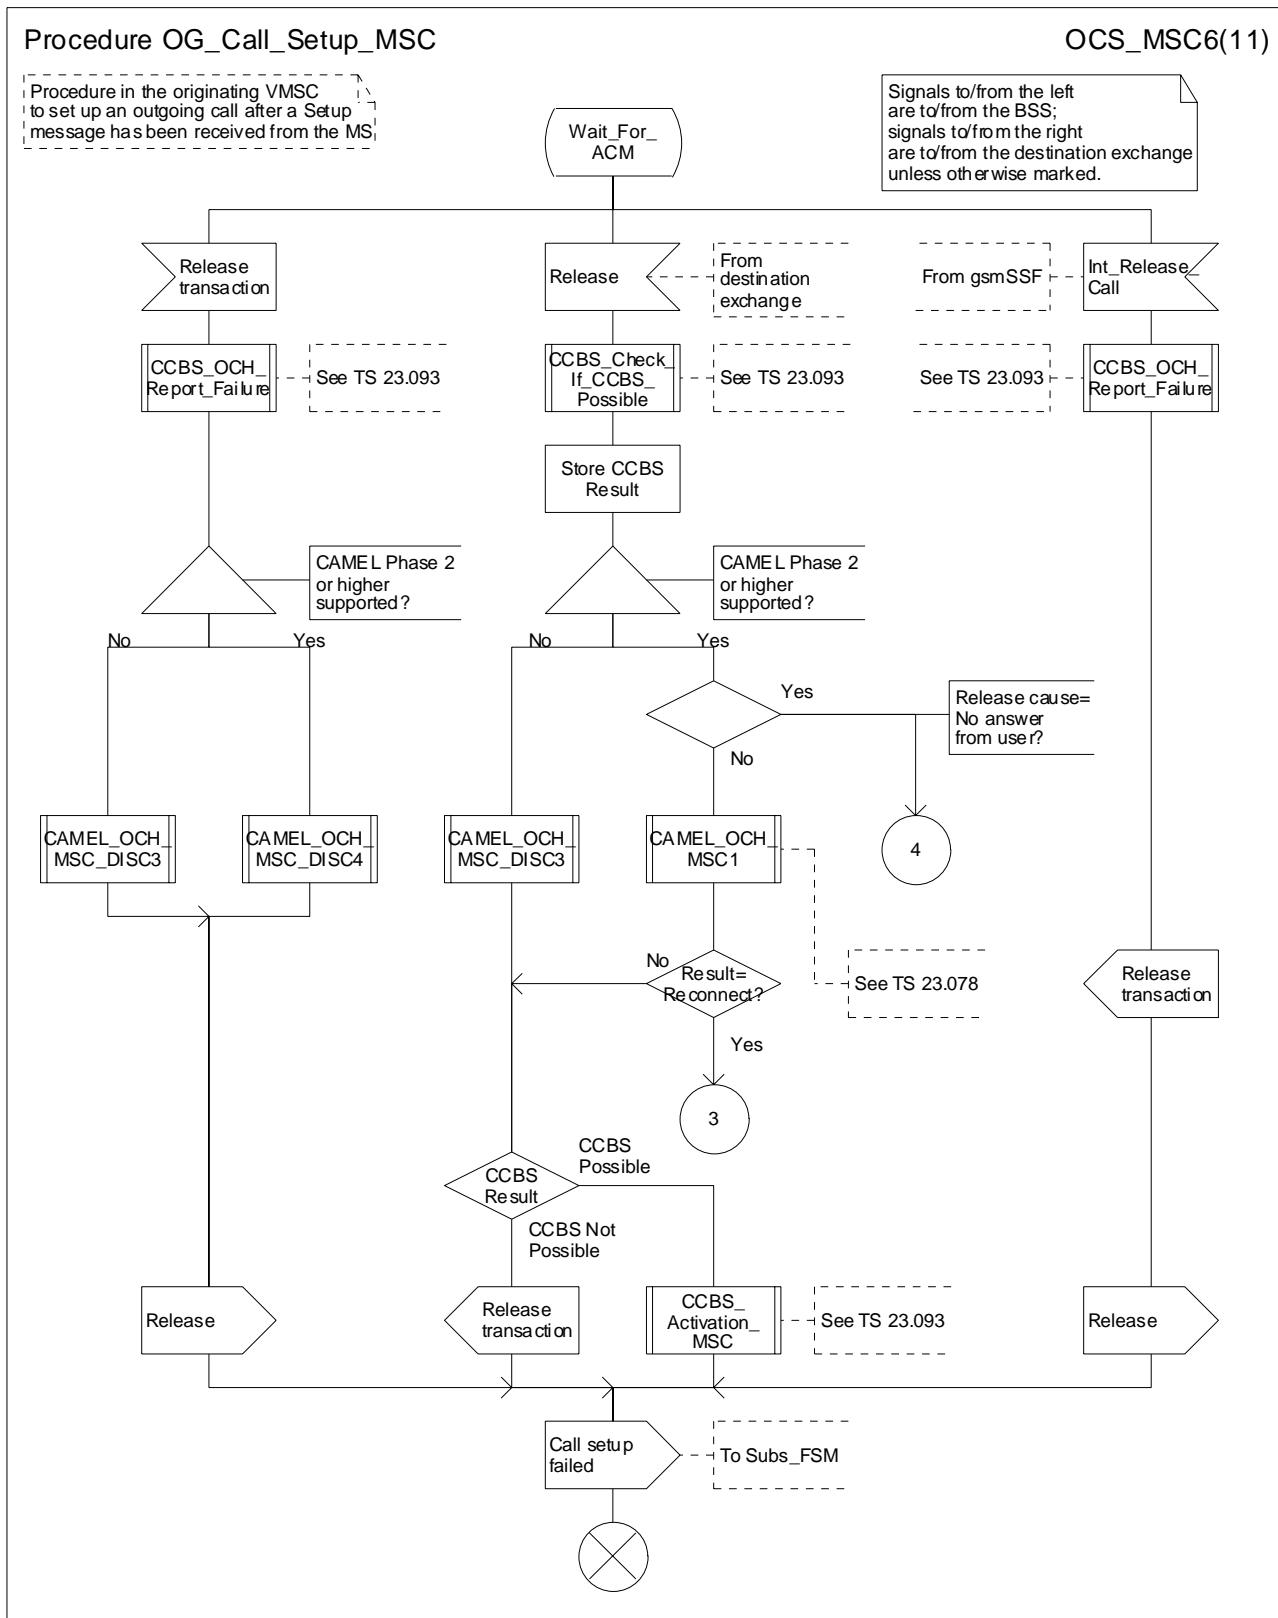 Procedure OG_Call_Setup_MSC
OCS_MSC6(11)
Procedure in the originating VMSC
to set up an outgoing call after a Setup
message has been received from the MS
Signals to/from the left
are to/from the BSS;
signals to/from the right
are to/from the destination exchange
unless otherwise marked.
Wait_For_
ACM
Release
transaction
Release
From
destination
exchange
From gsmSSF
Int_Release_
Call
CCBS_OCH_
Report_Failure
See TS 23.093
CCBS_Check_
If_CCBS_
Possible
See TS 23.093
See TS 23.093
CCBS_OCH_
Report_Failure
Store CCBS
Result
CAMEL Phase 2
or higher
supported?
CAMEL Phase 2
or higher
supported?
No
Yes
No
Yes
Yes
Release cause=
No answer
from user?
No
CAMEL_OCH_
MSC_DISC3
CAMEL_OCH_
MSC_DISC4
CAMEL_OCH_
MSC_DISC3
CAMEL_OCH_
MSC1
4
No
Result=
Reconnect?
See TS 23.078
Release
transaction
Yes
3
CCBS
Possible
CCBS
Result
CCBS Not
Possible
Release
Release
transaction
CCBS_
Activation_
MSC
See TS 23.093
Release
Call setup
failed
To Subs_FSM